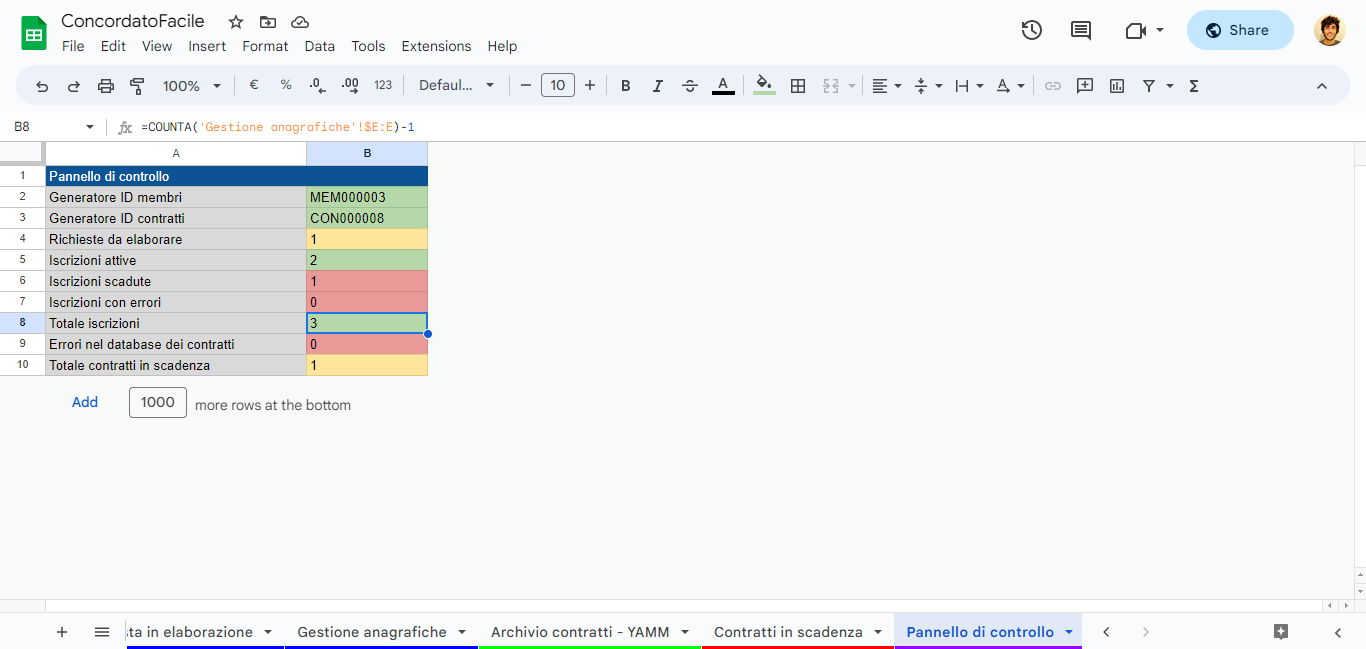 ConcordatoFacile
File Edit View Insert Format Data Tools Extensions Help
Share
100% € % .0 .00 123 Defaul... 10 B I S A A Σ
B8 fx =COUNTA('Gestione anagrafiche'!$E:E)-1
A B
1 Pannello di controllo
2 Generatore ID membri MEM000003
3 Generatore ID contratti CON000008
4 Richieste da elaborare 1
5 Iscrizioni attive 2
6 Iscrizioni scadute 1
7 Iscrizioni con errori 0
8 Totale iscrizioni 3
9 Errori nel database dei contratti 0
10 Totale contratti in scadenza 1
Add 1000 more rows at the bottom
ta in elaborazione Gestione anagrafiche Archivio contratti - YAMM Contratti in scadenza Pannello di controllo